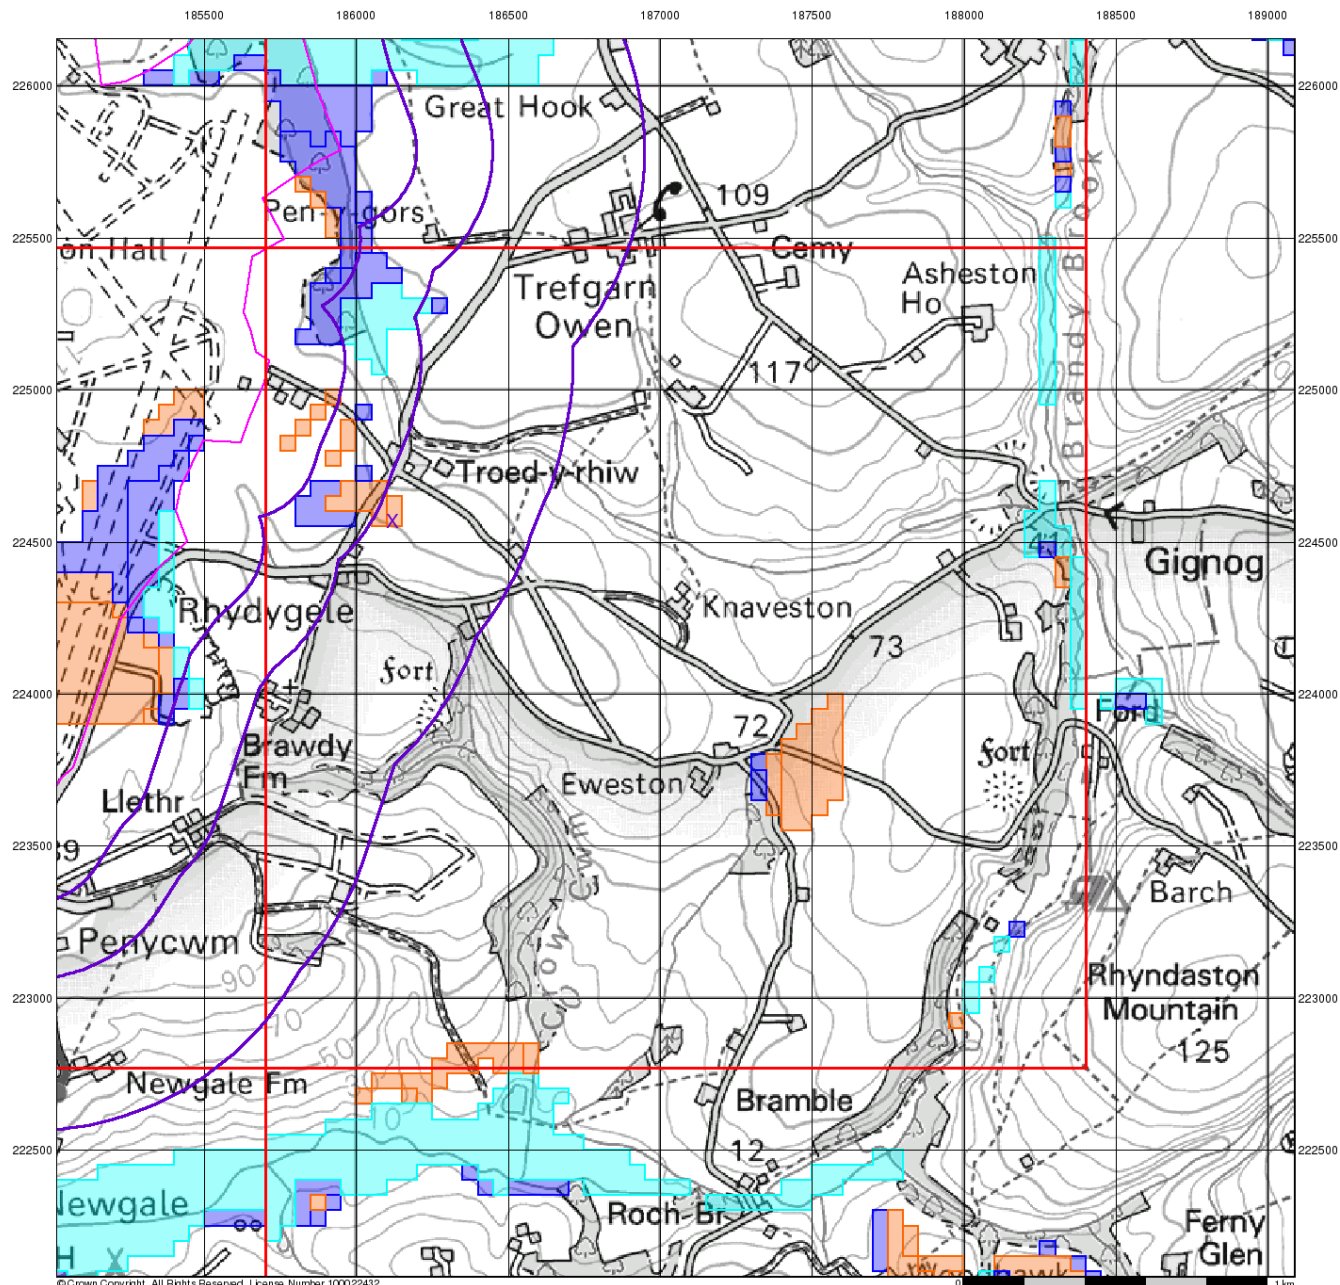 185500 186000 186500 187000 187500 188000 188500 189000
226000 226000
Great Hook
109
Pen-y-gors
225500 225500
on Hall
Cemy
Brandy Brook
Asheston
Ho
Trefgarn
Owen
117
225000 225000
Troed-y-rhiw
X
224500 224500
Gignog
Rhydygele
Knaveston
73
fort
224000 224000
Ford
72
Brawdy
Fm
fort
Eweston
Llethr
223500 223500
Barch
Cwm
Crow
Penycwm
90
Rhyndaston
Mountain
223000 223000
70
50
125
Newgale Fm
Bramble
10
12
222500 222500
Newgale
Roch Br
Ferny
Glen
© Crown Copyright. All Rights Reserved. License Number 100022432
0 1 km